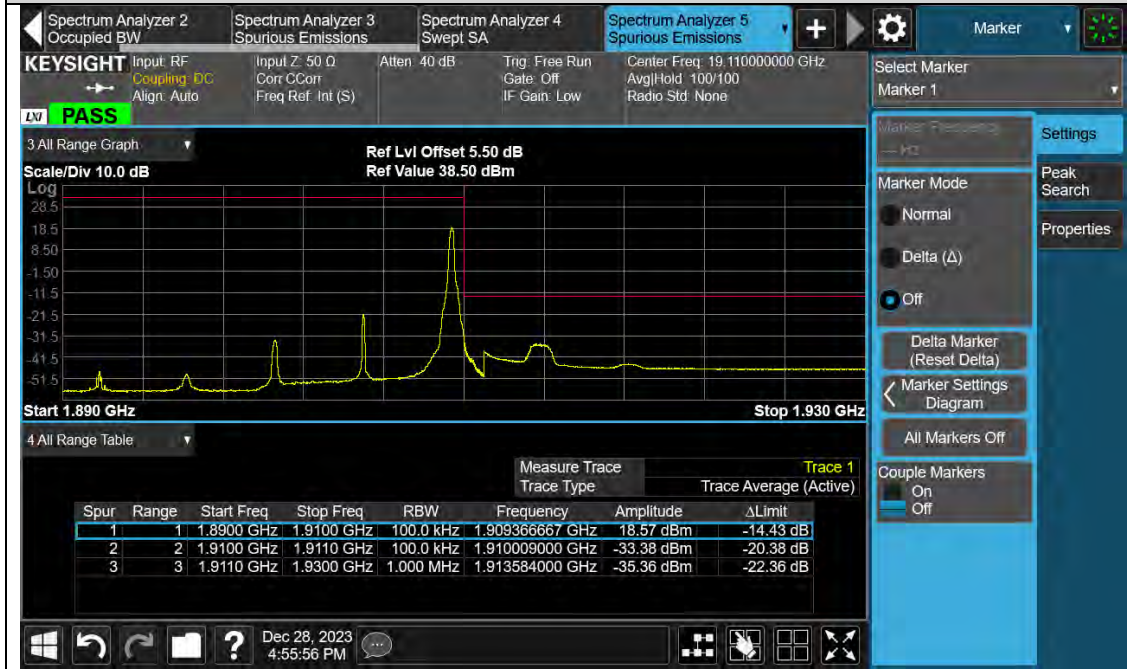 Spectrum Analyzer 2
Occupied BW
Spectrum Analyzer 3
Spurious Emissions
Spectrum Analyzer 4
Swept SA
Spectrum Analyzer 5
Spurious Emissions
+
Marker
KEYSIGHT
Input: RF
Coupling: DC
Align: Auto
Input Z: 50 Ω
Corr CCorr
Freq Ref: Int (S)
Atten: 40 dB
Trig: Free Run
Gate: Off
IF Gain: Low
Center Freq: 19.110000000 GHz
Avg|Hold: 100/100
Radio Std: None
LXI
PASS
Select Marker
Marker 1
3 All Range Graph
Ref Lvl Offset 5.50 dB
Scale/Div 10.0 dB
Ref Value 38.50 dBm
Log
28.5
18.5
8.50
-1.50
-11.5
-21.5
-31.5
-41.5
-51.5
Start 1.890 GHz
Stop 1.930 GHz
Marker Frequency
--- Hz
Settings
Marker Mode
Peak
Search
Normal
Properties
Delta (Δ)
Off
Delta Marker
(Reset Delta)
Marker Settings
Diagram
All Markers Off
Couple Markers
On
Off
4 All Range Table
Measure Trace Trace 1
Trace Type Trace Average (Active)
Spur Range Start Freq Stop Freq RBW Frequency Amplitude ΔLimit
1 1 1.8900 GHz 1.9100 GHz 100.0 kHz 1.909366667 GHz 18.57 dBm -14.43 dB
2 2 1.9100 GHz 1.9110 GHz 100.0 kHz 1.910009000 GHz -33.38 dBm -20.38 dB
3 3 1.9110 GHz 1.9300 GHz 1.000 MHz 1.913584000 GHz -35.36 dBm -22.36 dB
?
Dec 28, 2023
4:55:56 PM